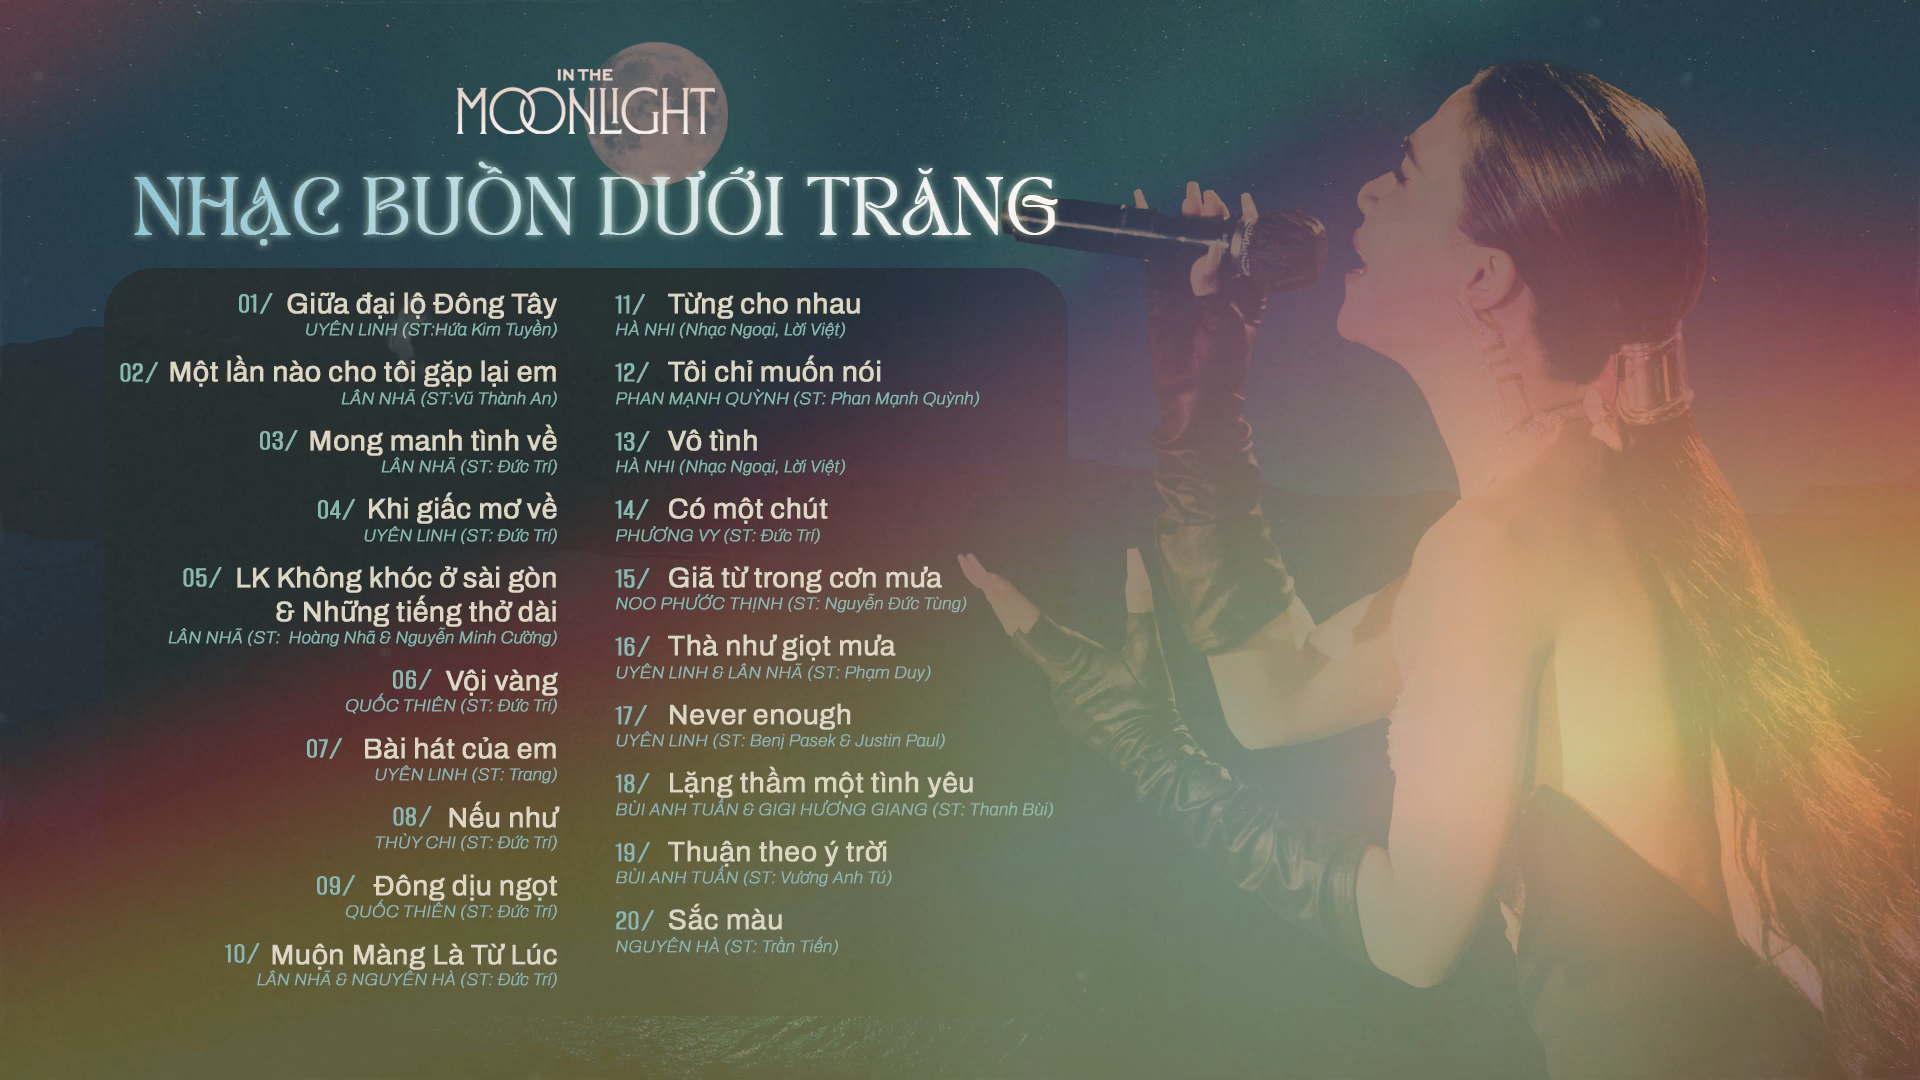 IN THE
MOONLIGHT
NHẠC BUỒN DƯỚI TRĂNG
01/ Giữa đại lộ Đông Tây
UYÊN LINH (ST:Hứa Kim Tuyền)
02/ Một lần nào cho tôi gặp lại em
LÂN NHÃ (ST:Vũ Thành An)
03/ Mong manh tình về
LÂN NHÃ (ST: Đức Trí)
04/ Khi giấc mơ về
UYÊN LINH (ST: Đức Trí)
05/ LK Không khóc ở sài gòn
& Những tiếng thở dài
LÂN NHÃ (ST: Hoàng Nhã & Nguyễn Minh Cường)
06/ Vội vàng
QUỐC THIÊN (ST: Đức Trí)
07/ Bài hát của em
UYÊN LINH (ST: Trang)
08/ Nếu như
THÙY CHI (ST: Đức Trí)
09/ Đông dịu ngọt
QUỐC THIÊN (ST: Đức Trí)
10/ Muộn Màng Là Từ Lúc
LÂN NHÃ & NGUYÊN HÀ (ST: Đức Trí)
11/ Từng cho nhau
HÀ NHI (Nhạc Ngoại, Lời Việt)
12/ Tôi chỉ muốn nói
PHAN MẠNH QUỲNH (ST: Phan Mạnh Quỳnh)
13/ Vô tình
HÀ NHI (Nhạc Ngoại, Lời Việt)
14/ Có một chút
PHƯƠNG VY (ST: Đức Trí)
15/ Giã từ trong cơn mưa
NOO PHƯỚC THỊNH (ST: Nguyễn Đức Tùng)
16/ Thà như giọt mưa
UYÊN LINH & LÂN NHÃ (ST: Phạm Duy)
17/ Never enough
UYÊN LINH (ST: Benj Pasek & Justin Paul)
18/ Lặng thầm một tình yêu
BÙI ANH TUẤN & GIGI HƯƠNG GIANG (ST: Thanh Bùi)
19/ Thuận theo ý trời
BÙI ANH TUẤN (ST: Vương Anh Tú)
20/ Sắc màu
NGUYÊN HÀ (ST: Trần Tiến)